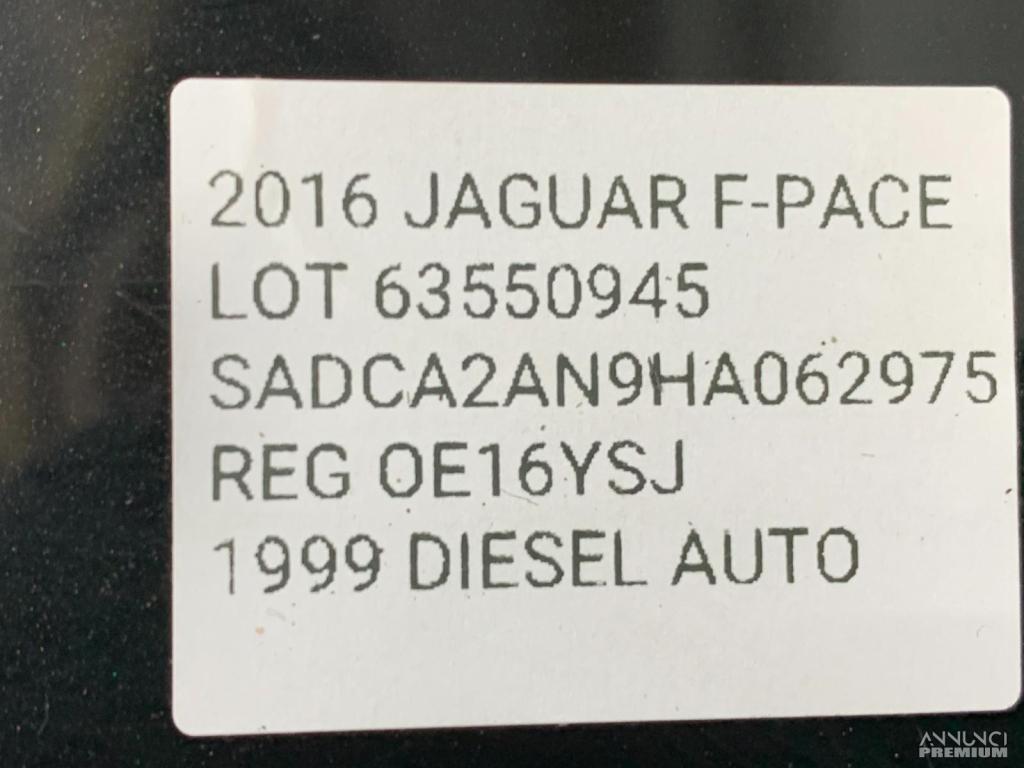 2016 JAGUAR F-PACE
LOT 63550945
SADCA2AN9HA062975
REG OE16YSJ
1999 DIESEL AUTO
ANNUNCI
PREMIUM